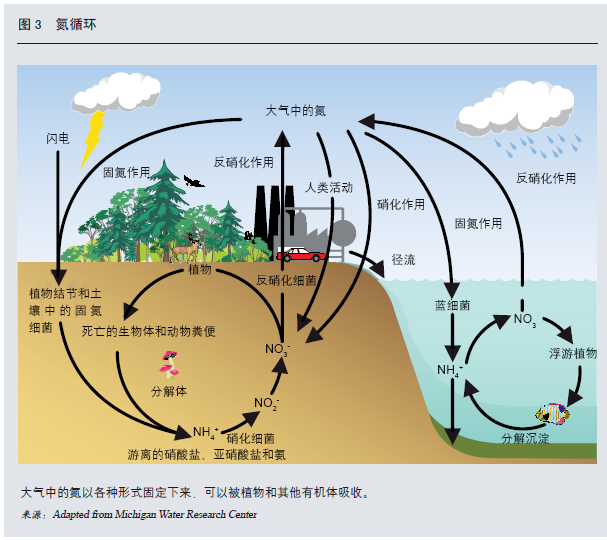 图 3 氮循环
大气中的氮
闪电
固氮作用
反硝化作用
人类活动
硝化作用
固氮作用
反硝化作用
径流
植物
反硝化细菌
植物结节和土
壤中的固氮
细菌
死亡的生物体和动物粪便
分解体
NO₃⁻
NO₂⁻
NH₄⁺
硝化细菌
游离的硝酸盐、亚硝酸盐和氨
蓝细菌
NO₃
浮游植物
NH₄⁺
分解沉淀
大气中的氮以各种形式固定下来，可以被植物和其他有机体吸收。
来源：Adapted from Michigan Water Research Center